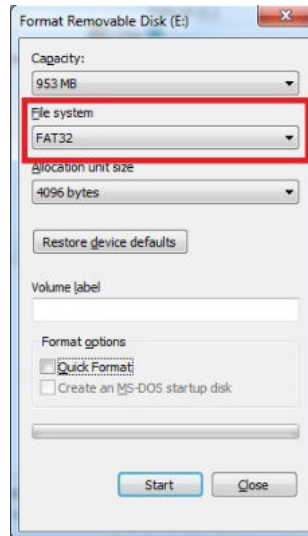 Format Removable Disk (E:)
Capacity:
953 MB
File system
FAT32
Allocation unit size
4096 bytes
Restore device defaults
Volume label
Format options
Quick Format
Create an MS-DOS startup disk
Start
Close